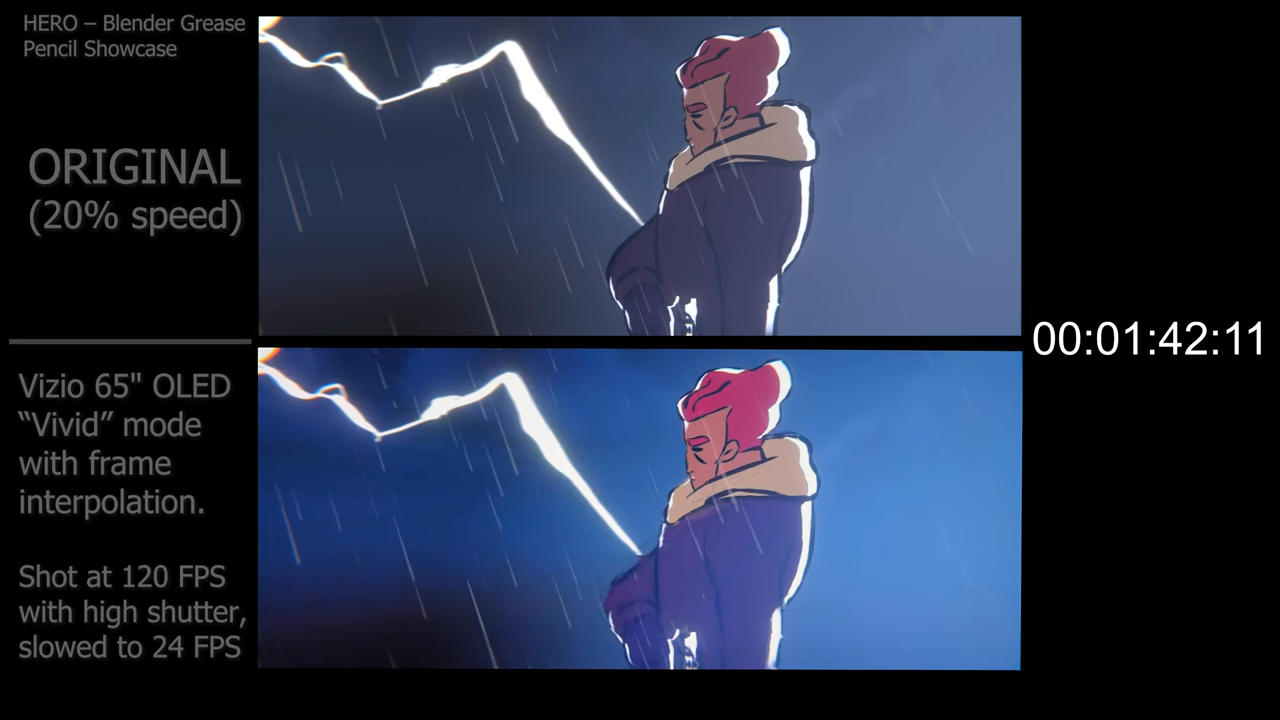 HERO – Blender Grease
Pencil Showcase
ORIGINAL
(20% speed)
Vizio 65" OLED
“Vivid” mode
with frame
interpolation.
Shot at 120 FPS
with high shutter,
slowed to 24 FPS
00:01:42:11